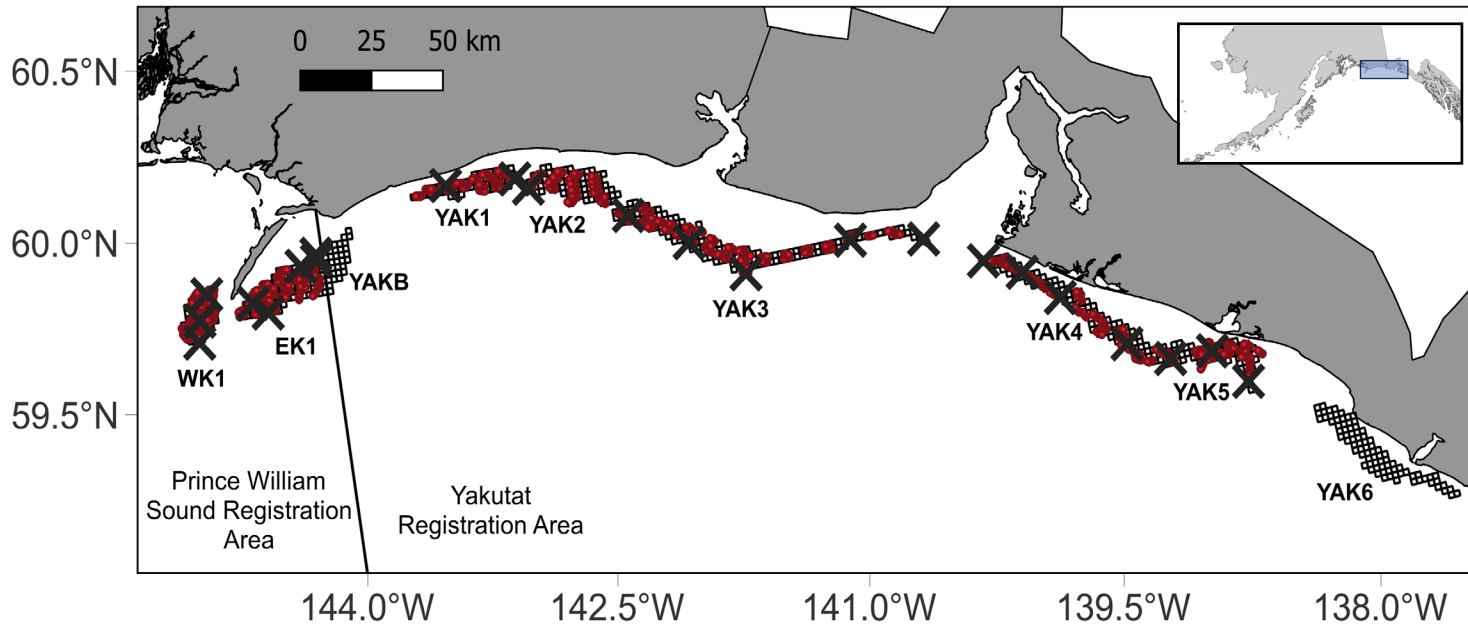 0 25 50 km
60.5°N
60.0°N
59.5°N
YAK1
YAK2
YAKB
YAK3
EK1
WK1
YAK4
YAK5
YAK6
Prince William
Sound Registration
Area
Yakutat
Registration Area
144.0°W 142.5°W 141.0°W 139.5°W 138.0°W